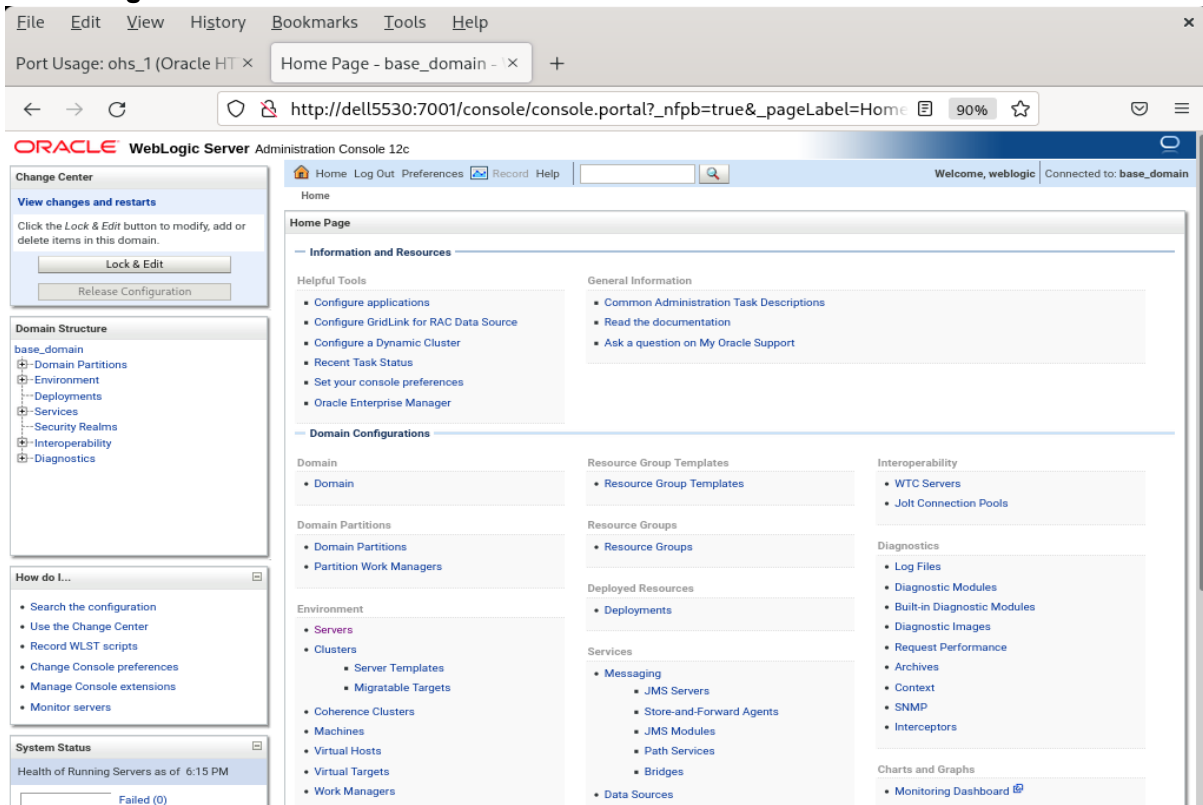 File Edit View History Bookmarks Tools Help ×
Port Usage: ohs_1 (Oracle HT × Home Page - base_domain - × +
http://dell5530:7001/console/console.portal?_nfpb=true&_pageLabel=Home 90%
ORACLE WebLogic Server Administration Console 12c
Change Center
View changes and restarts
Click the Lock & Edit button to modify, add or
delete items in this domain.
Lock & Edit
Release Configuration
Domain Structure
base_domain
Domain Partitions
Environment
Deployments
Services
Security Realms
Interoperability
Diagnostics
How do I...
Search the configuration
Use the Change Center
Record WLST scripts
Change Console preferences
Manage Console extensions
Monitor servers
System Status
Health of Running Servers as of 6:15 PM
Failed (0)
Home Log Out Preferences Record Help
Welcome, weblogic Connected to: base_domain
Home
Home Page
Information and Resources
Helpful Tools
• Configure applications
• Configure GridLink for RAC Data Source
• Configure a Dynamic Cluster
• Recent Task Status
• Set your console preferences
• Oracle Enterprise Manager
General Information
• Common Administration Task Descriptions
• Read the documentation
• Ask a question on My Oracle Support
Domain Configurations
Domain
• Domain
Domain Partitions
• Domain Partitions
• Partition Work Managers
Environment
• Servers
• Clusters
• Server Templates
• Migratable Targets
• Coherence Clusters
• Machines
• Virtual Hosts
• Virtual Targets
• Work Managers
Resource Group Templates
• Resource Group Templates
Resource Groups
• Resource Groups
Deployed Resources
• Deployments
Services
• Messaging
• JMS Servers
• Store-and-Forward Agents
• JMS Modules
• Path Services
• Bridges
• Data Sources
Interoperability
• WTC Servers
• Jolt Connection Pools
Diagnostics
• Log Files
• Diagnostic Modules
• Built-in Diagnostic Modules
• Diagnostic Images
• Request Performance
• Archives
• Context
• SNMP
• Interceptors
Charts and Graphs
• Monitoring Dashboard